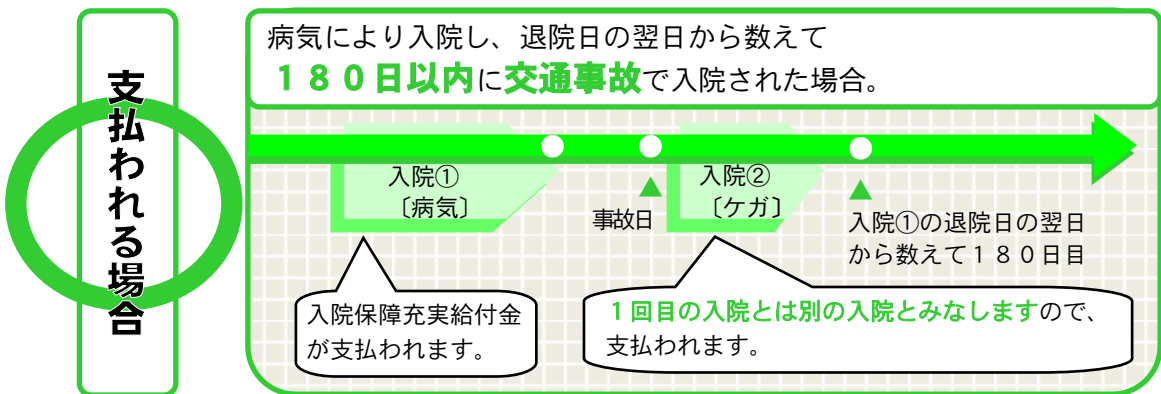 支払われる場合
病気により入院し、退院日の翌日から数えて
１８０日以内に交通事故で入院された場合。
入院①
〔病気〕
事故日
入院②
〔ケガ〕
入院①の退院日の翌日
から数えて１８０日目
入院保障充実給付金
が支払われます。
１回目の入院とは別の入院とみなしますので、
支払われます。